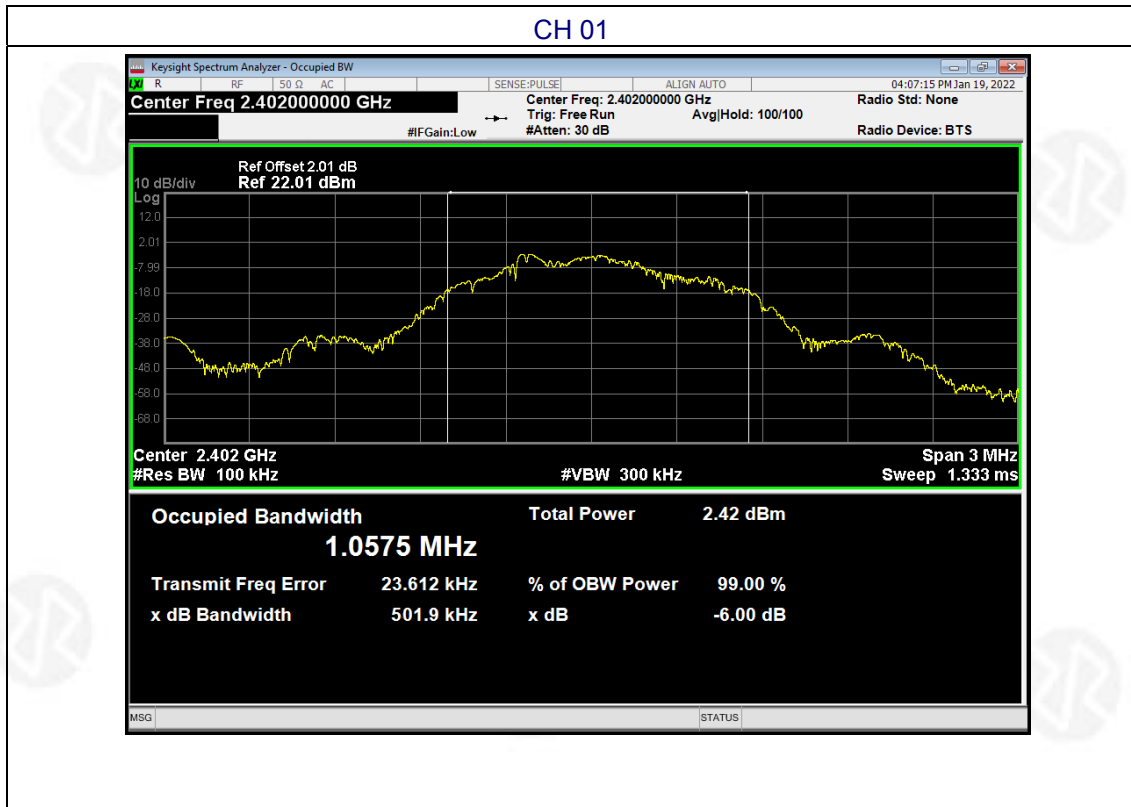 CH 01
Keysight Spectrum Analyzer - Occupied BW
LXI R RF 50 Ω AC SENSE:PULSE ALIGN AUTO 04:07:15 PM Jan 19, 2022
Center Freq 2.402000000 GHz
Center Freq: 2.402000000 GHz
Radio Std: None
Trig: Free Run Avg|Hold: 100/100
#IFGain:Low #Atten: 30 dB Radio Device: BTS
Ref Offset 2.01 dB
10 dB/div Ref 22.01 dBm
Log
12.0
2.01
-7.99
-18.0
-28.0
-38.0
-48.0
-58.0
-68.0
Center 2.402 GHz Span 3 MHz
#Res BW 100 kHz #VBW 300 kHz Sweep 1.333 ms
Occupied Bandwidth Total Power 2.42 dBm
1.0575 MHz
Transmit Freq Error 23.612 kHz % of OBW Power 99.00 %
x dB Bandwidth 501.9 kHz x dB -6.00 dB
MSG STATUS